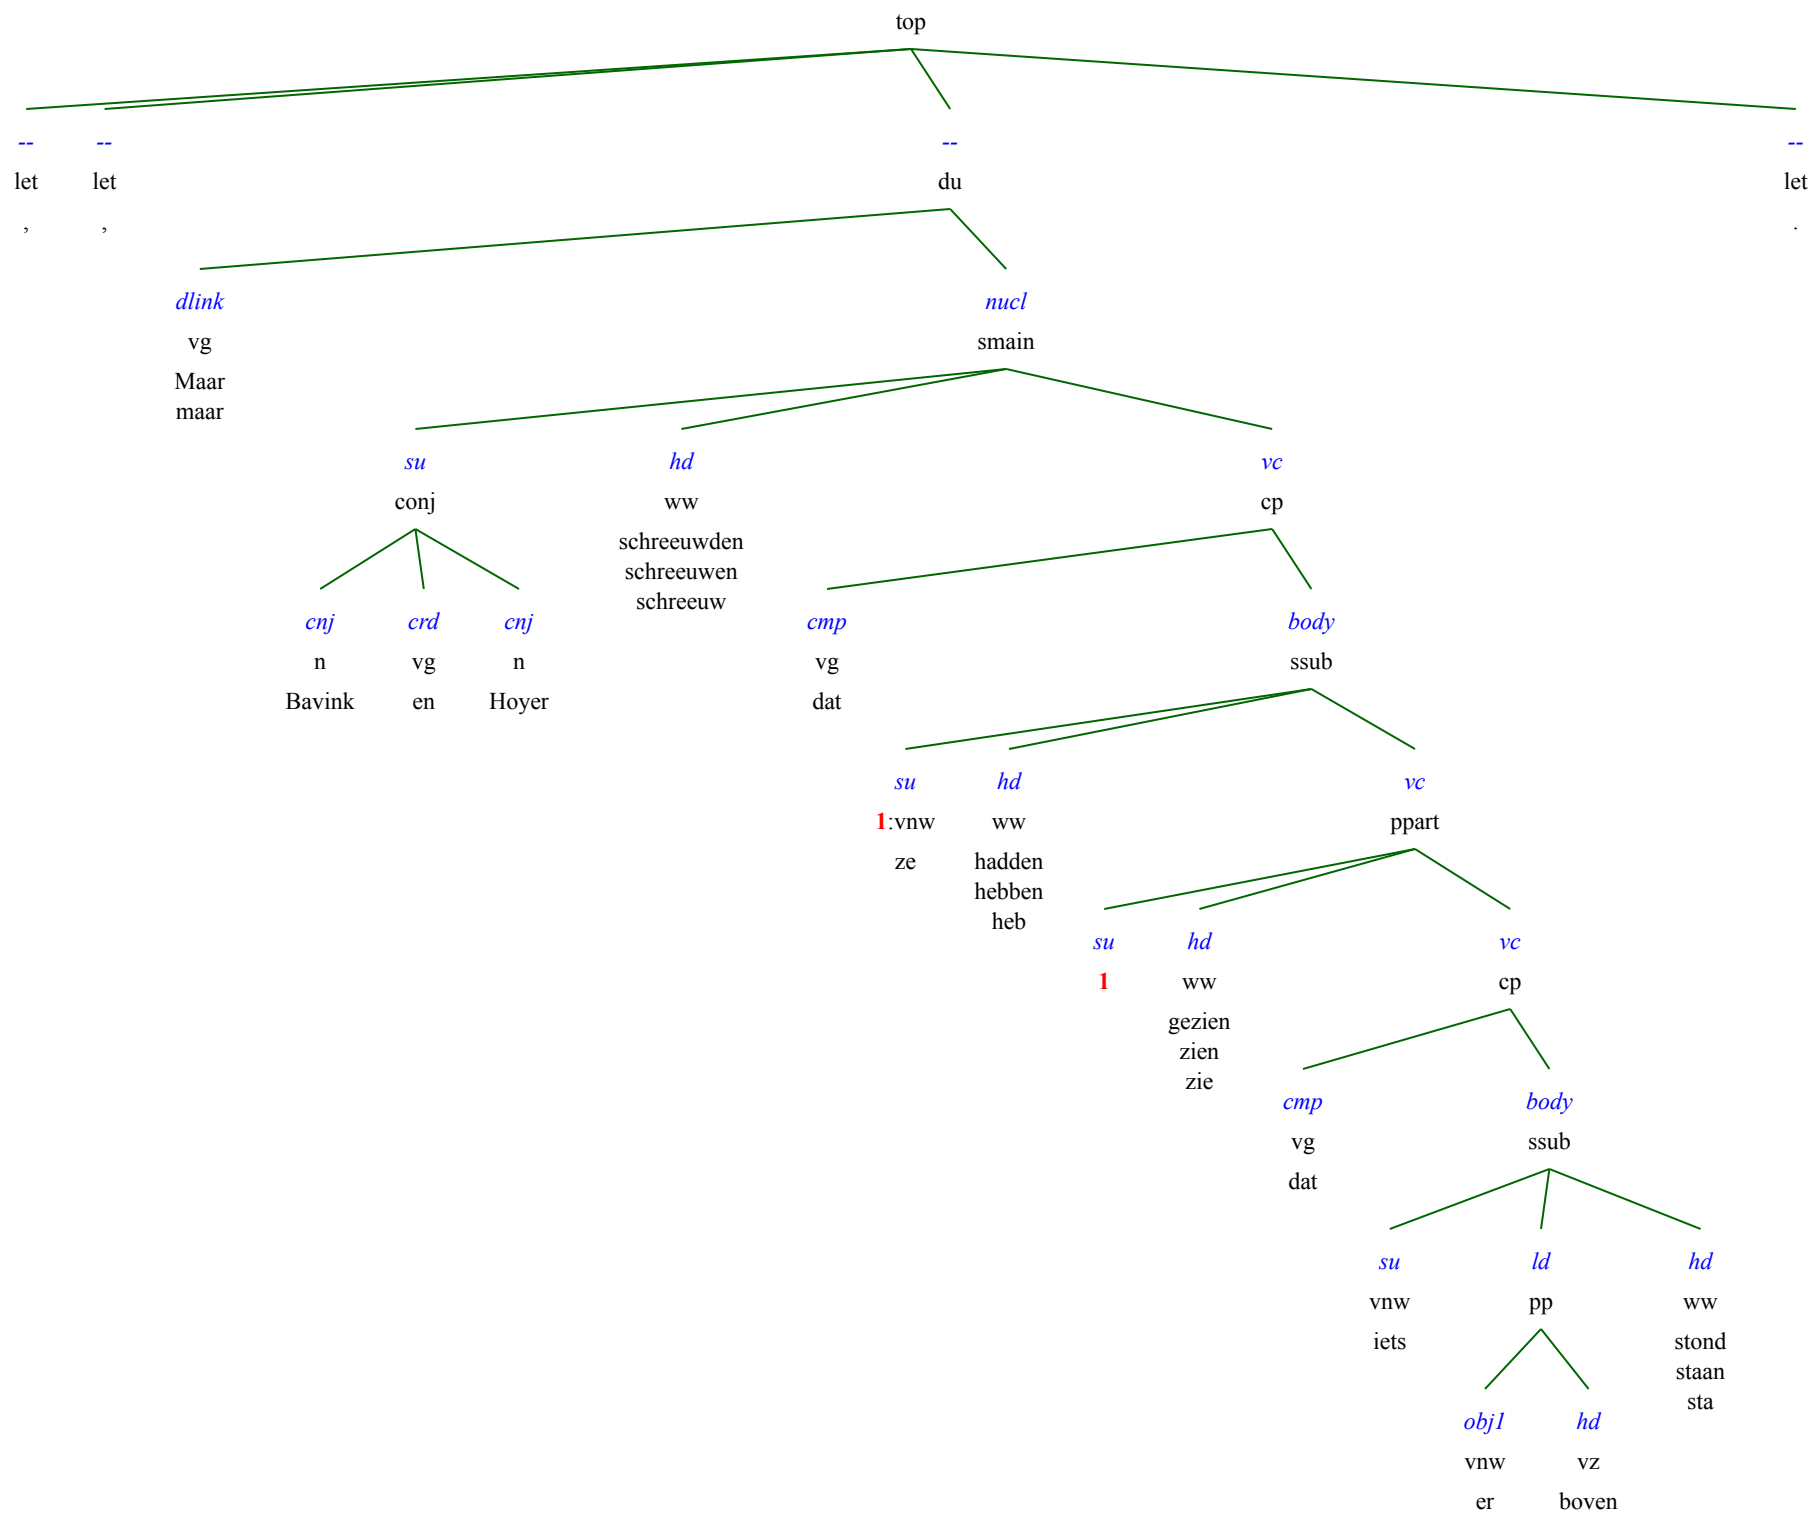 top
-- -- -- --
let let du let
, , .
dlink nucl
vg smain
Maar
maar
su hd vc
conj ww cp
schreeuwden
schreeuwen
schreeuw
cnj crd cnj cmp body
n vg n vg ssub
Bavink en Hoyer dat
su hd vc
1:vnw ww ppart
ze hadden
hebben
heb
su hd vc
1 ww cp
gezien
zien
zie
cmp body
vg ssub
dat
su ld hd
vnw pp ww
iets stond
staan
sta
obj1 hd
vnw vz
er boven